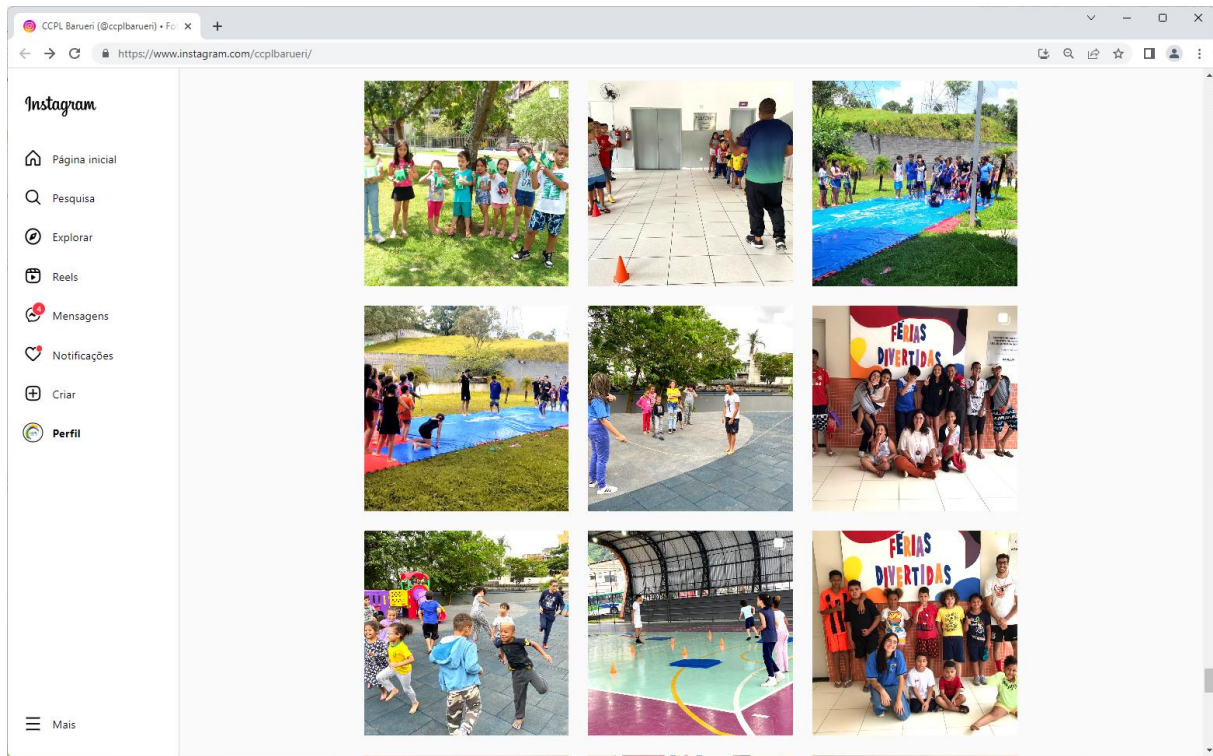 CCPL Barueri (@ccplbarueri) • Fo
https://www.instagram.com/ccplbarueri/
Instagram
Página inicial
Pesquisa
Explorar
Reels
4
Mensagens
Notificações
Criar
Perfil
Mais
FÉRIAS
DIVERTIDAS
FÉRIAS
DIVERTIDAS